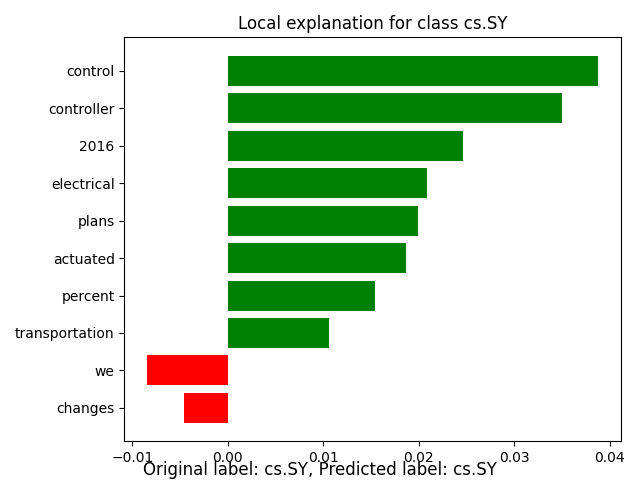 Local explanation for class cs.SY
control
controller
2016
electrical
plans
actuated
percent
transportation
we
changes
−0.01 0.00 0.01 0.02 0.03 0.04
Original label: cs.SY, Predicted label: cs.SY